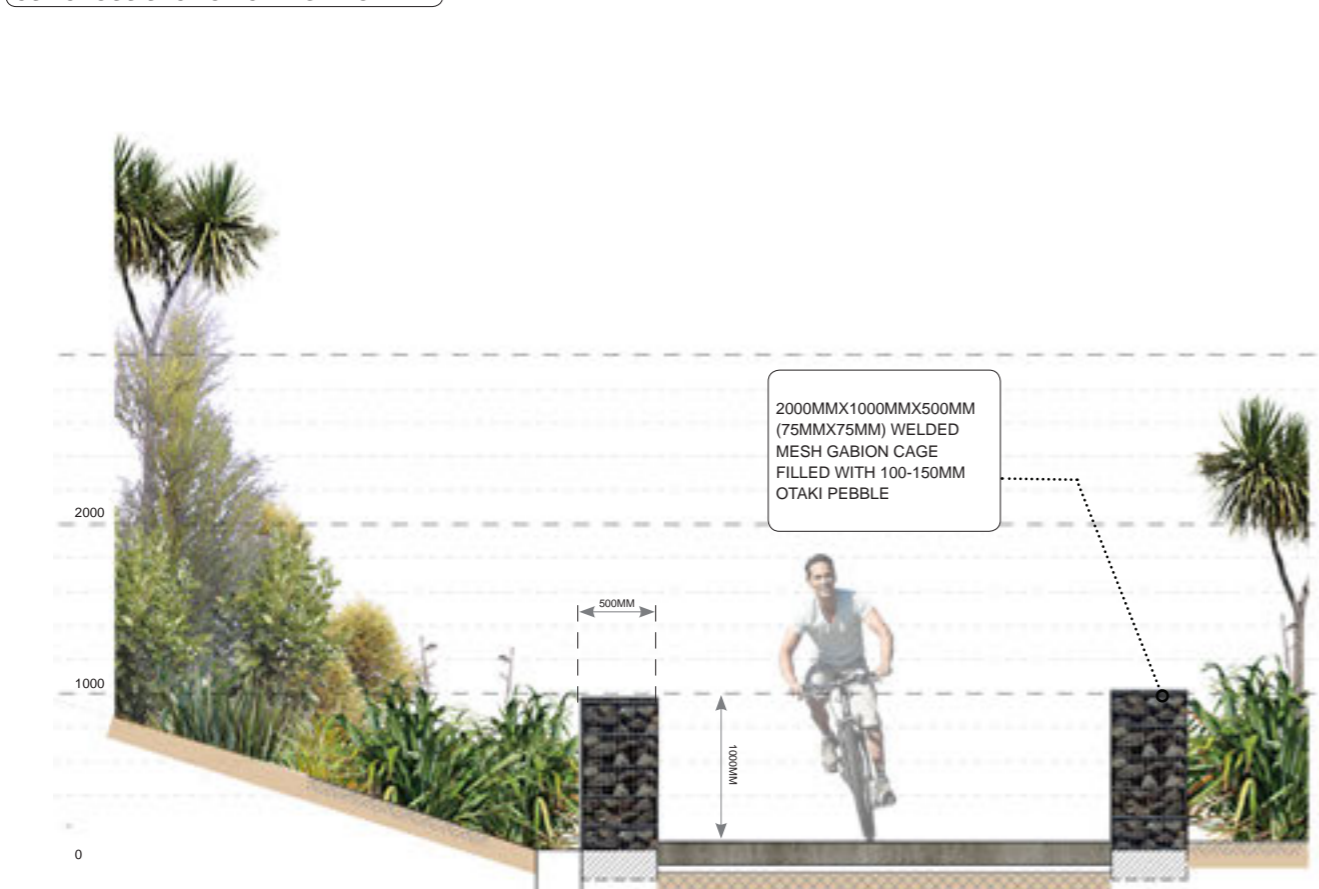 2000MMX1000MMX500MM
(75MMX75MM) WELDED
MESH GABION CAGE
FILLED WITH 100-150MM
OTAKI PEBBLE
2000
500MM
1000
1000MM
0